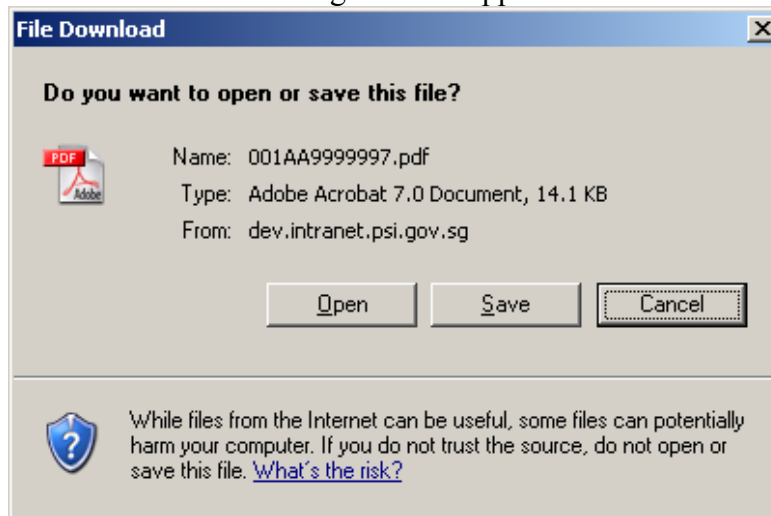 File Download
Do you want to open or save this file?
PDF
Adobe
Name: 001AA9999997.pdf
Type: Adobe Acrobat 7.0 Document, 14.1 KB
From: dev.intranet.psi.gov.sg
Open Save Cancel
While files from the Internet can be useful, some files can potentially
harm your computer. If you do not trust the source, do not open or
save this file. What's the risk?